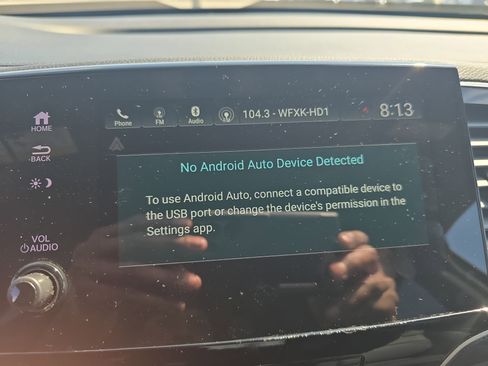 HOME
BACK
VOL
AUDIO
Phone
FM
Audio
104.3 - WFXK-HD1
8:13
No Android Auto Device Detected
To use Android Auto, connect a compatible device to
the USB port or change the device's permission in the
Settings app.